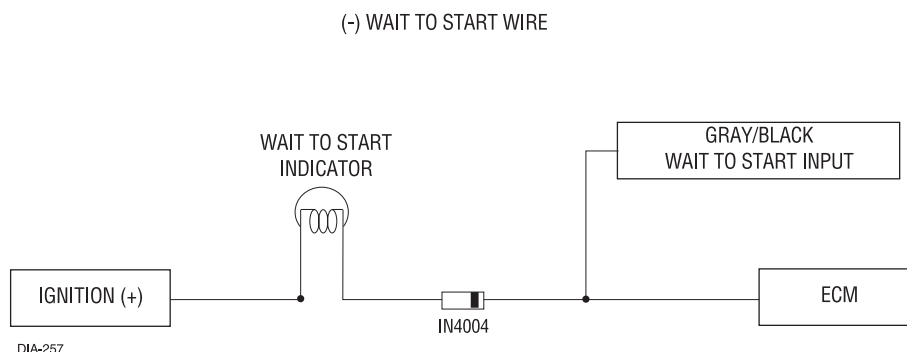 (-) WAIT TO START WIRE
WAIT TO START
INDICATOR
GRAY/BLACK
WAIT TO START INPUT
IGNITION (+)
IN4004
ECM
DIA-257